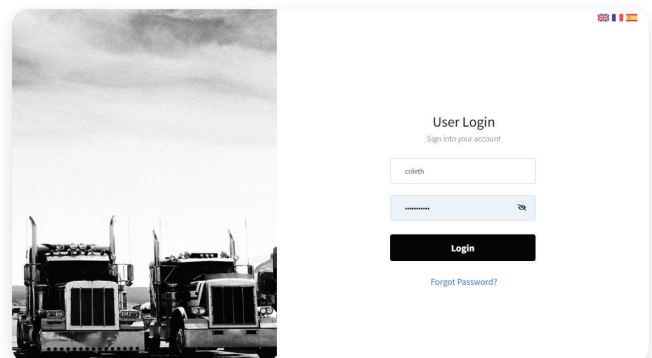 User Login
Sign into your account
coleth
•••••••••••
Login
Forgot Password?